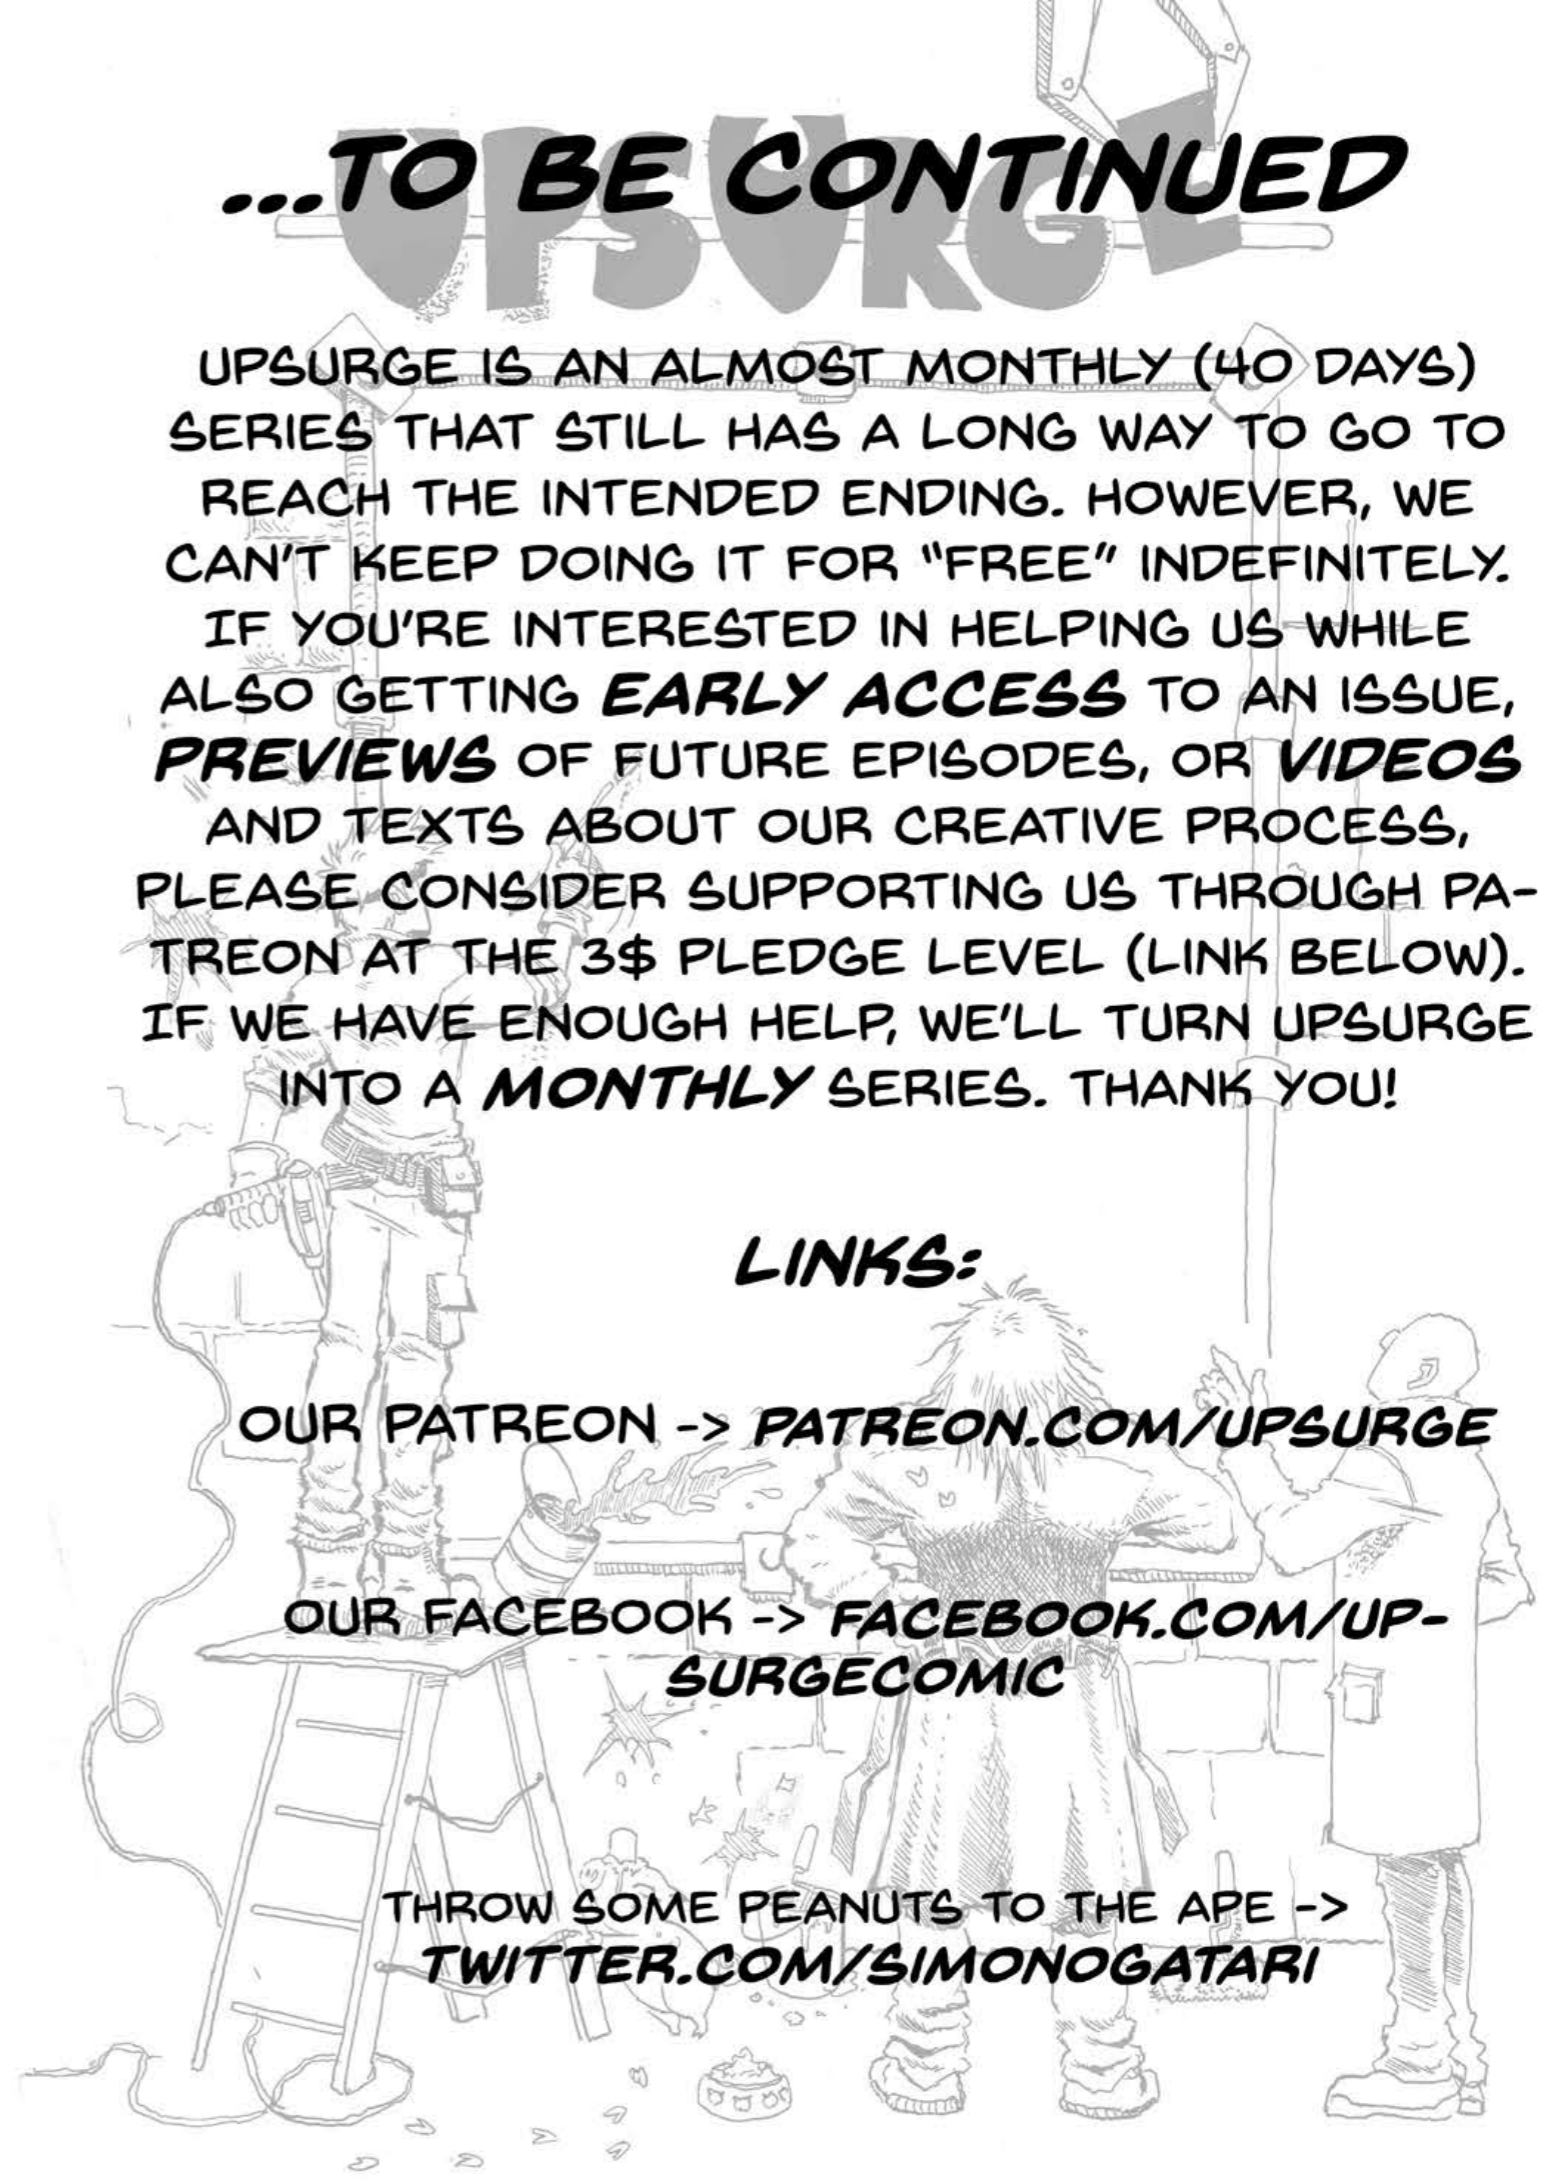 UPSURGE
...TO BE CONTINUED
UPSURGE IS AN ALMOST MONTHLY (40 DAYS)
SERIES THAT STILL HAS A LONG WAY TO GO TO
REACH THE INTENDED ENDING. HOWEVER, WE
CAN'T KEEP DOING IT FOR "FREE" INDEFINITELY.
IF YOU'RE INTERESTED IN HELPING US WHILE
ALSO GETTING EARLY ACCESS TO AN ISSUE,
PREVIEWS OF FUTURE EPISODES, OR VIDEOS
AND TEXTS ABOUT OUR CREATIVE PROCESS,
PLEASE CONSIDER SUPPORTING US THROUGH PA-
TREON AT THE 3$ PLEDGE LEVEL (LINK BELOW).
IF WE HAVE ENOUGH HELP, WE'LL TURN UPSURGE
INTO A MONTHLY SERIES. THANK YOU!
LINKS:
OUR PATREON -> PATREON.COM/UPSURGE
OUR FACEBOOK -> FACEBOOK.COM/UP-
SURGECOMIC
THROW SOME PEANUTS TO THE APE ->
TWITTER.COM/SIMONOGATARI